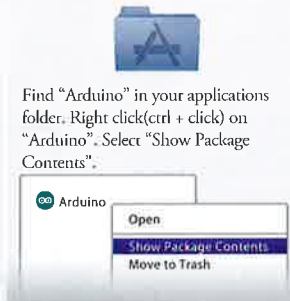 Find “Arduino” in your applications
folder. Right click(ctrl + click) on
“Arduino”. Select “Show Package
Contents”.
Arduino
Open
Show Package Contents
Move to Trash